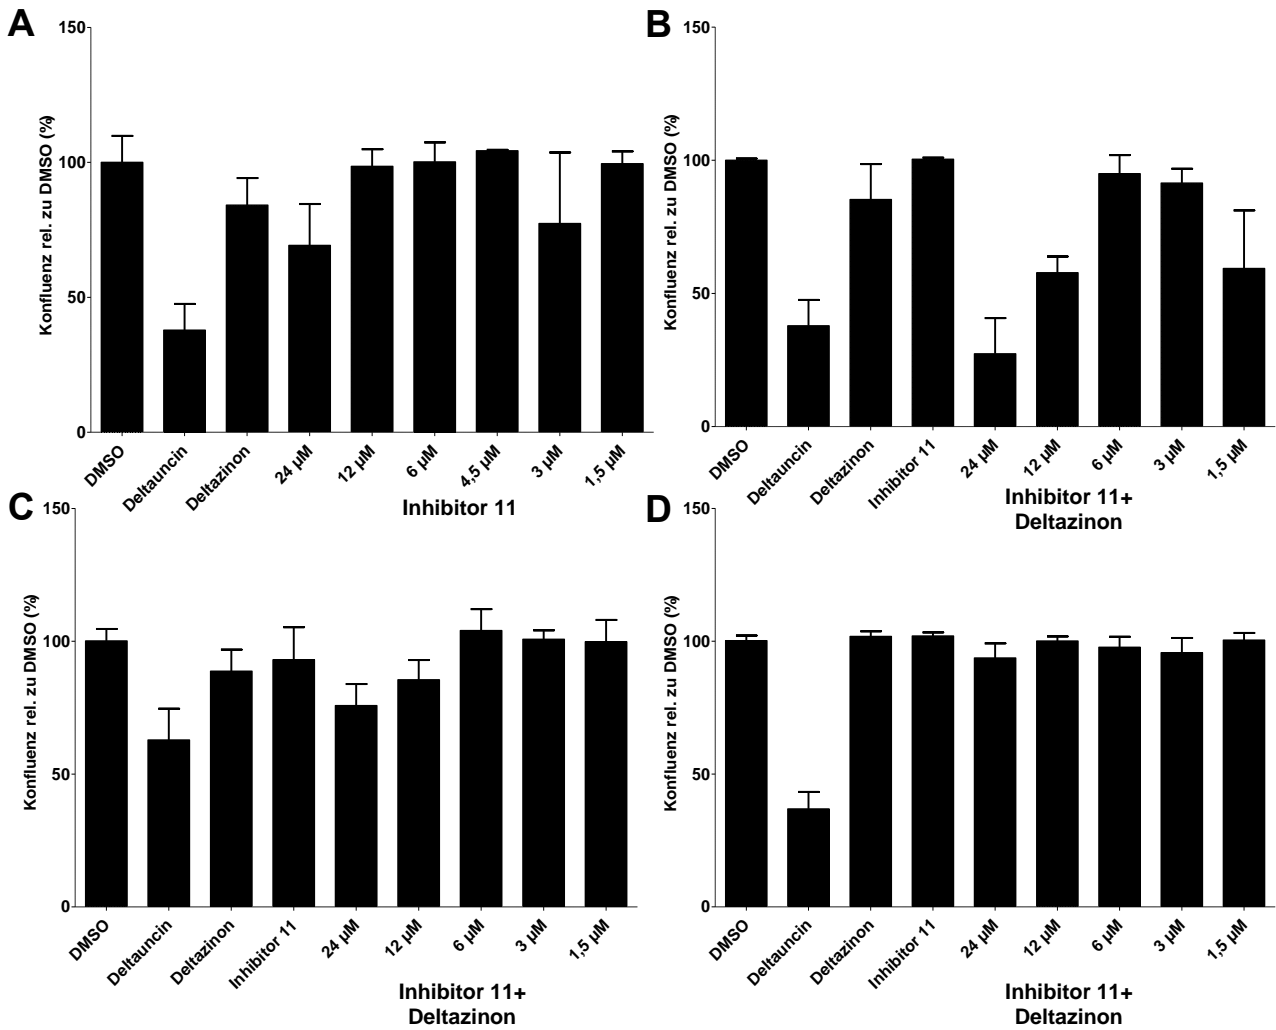 A
150
100
50
0
Konfluenz rel. zu DMSO (%)
DMSO
Deltauncin
Deltazinon
24 µM
12 µM
6 µM
4,5 µM
3 µM
1,5 µM
Inhibitor 11
B
150
100
50
0
Konfluenz rel. zu DMSO (%)
DMSO
Deltauncin
Deltazinon
Inhibitor 11
24 µM
12 µM
6 µM
3 µM
1,5 µM
Inhibitor 11+
Deltazinon
C
150
100
50
0
Konfluenz rel. zu DMSO (%)
DMSO
Deltauncin
Deltazinon
Inhibitor 11
24 µM
12 µM
6 µM
3 µM
1,5 µM
Inhibitor 11+
Deltazinon
D
150
100
50
0
Konfluenz rel. zu DMSO (%)
DMSO
Deltauncin
Deltazinon
Inhibitor 11
24 µM
12 µM
6 µM
3 µM
1,5 µM
Inhibitor 11+
Deltazinon